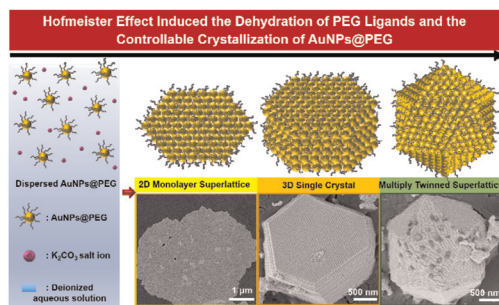 Hofmeister Effect Induced the Dehydration of PEG Ligands and the
Controllable Crystallization of AuNPs@PEG
Dispersed AuNPs@PEG
: AuNPs@PEG
: K₂CO₃ salt ion
: Deionized
aqueous solution
2D Monolayer Superlattice
3D Single Crystal
Multiply Twinned Superlattice
1 μm
500 nm
500 nm